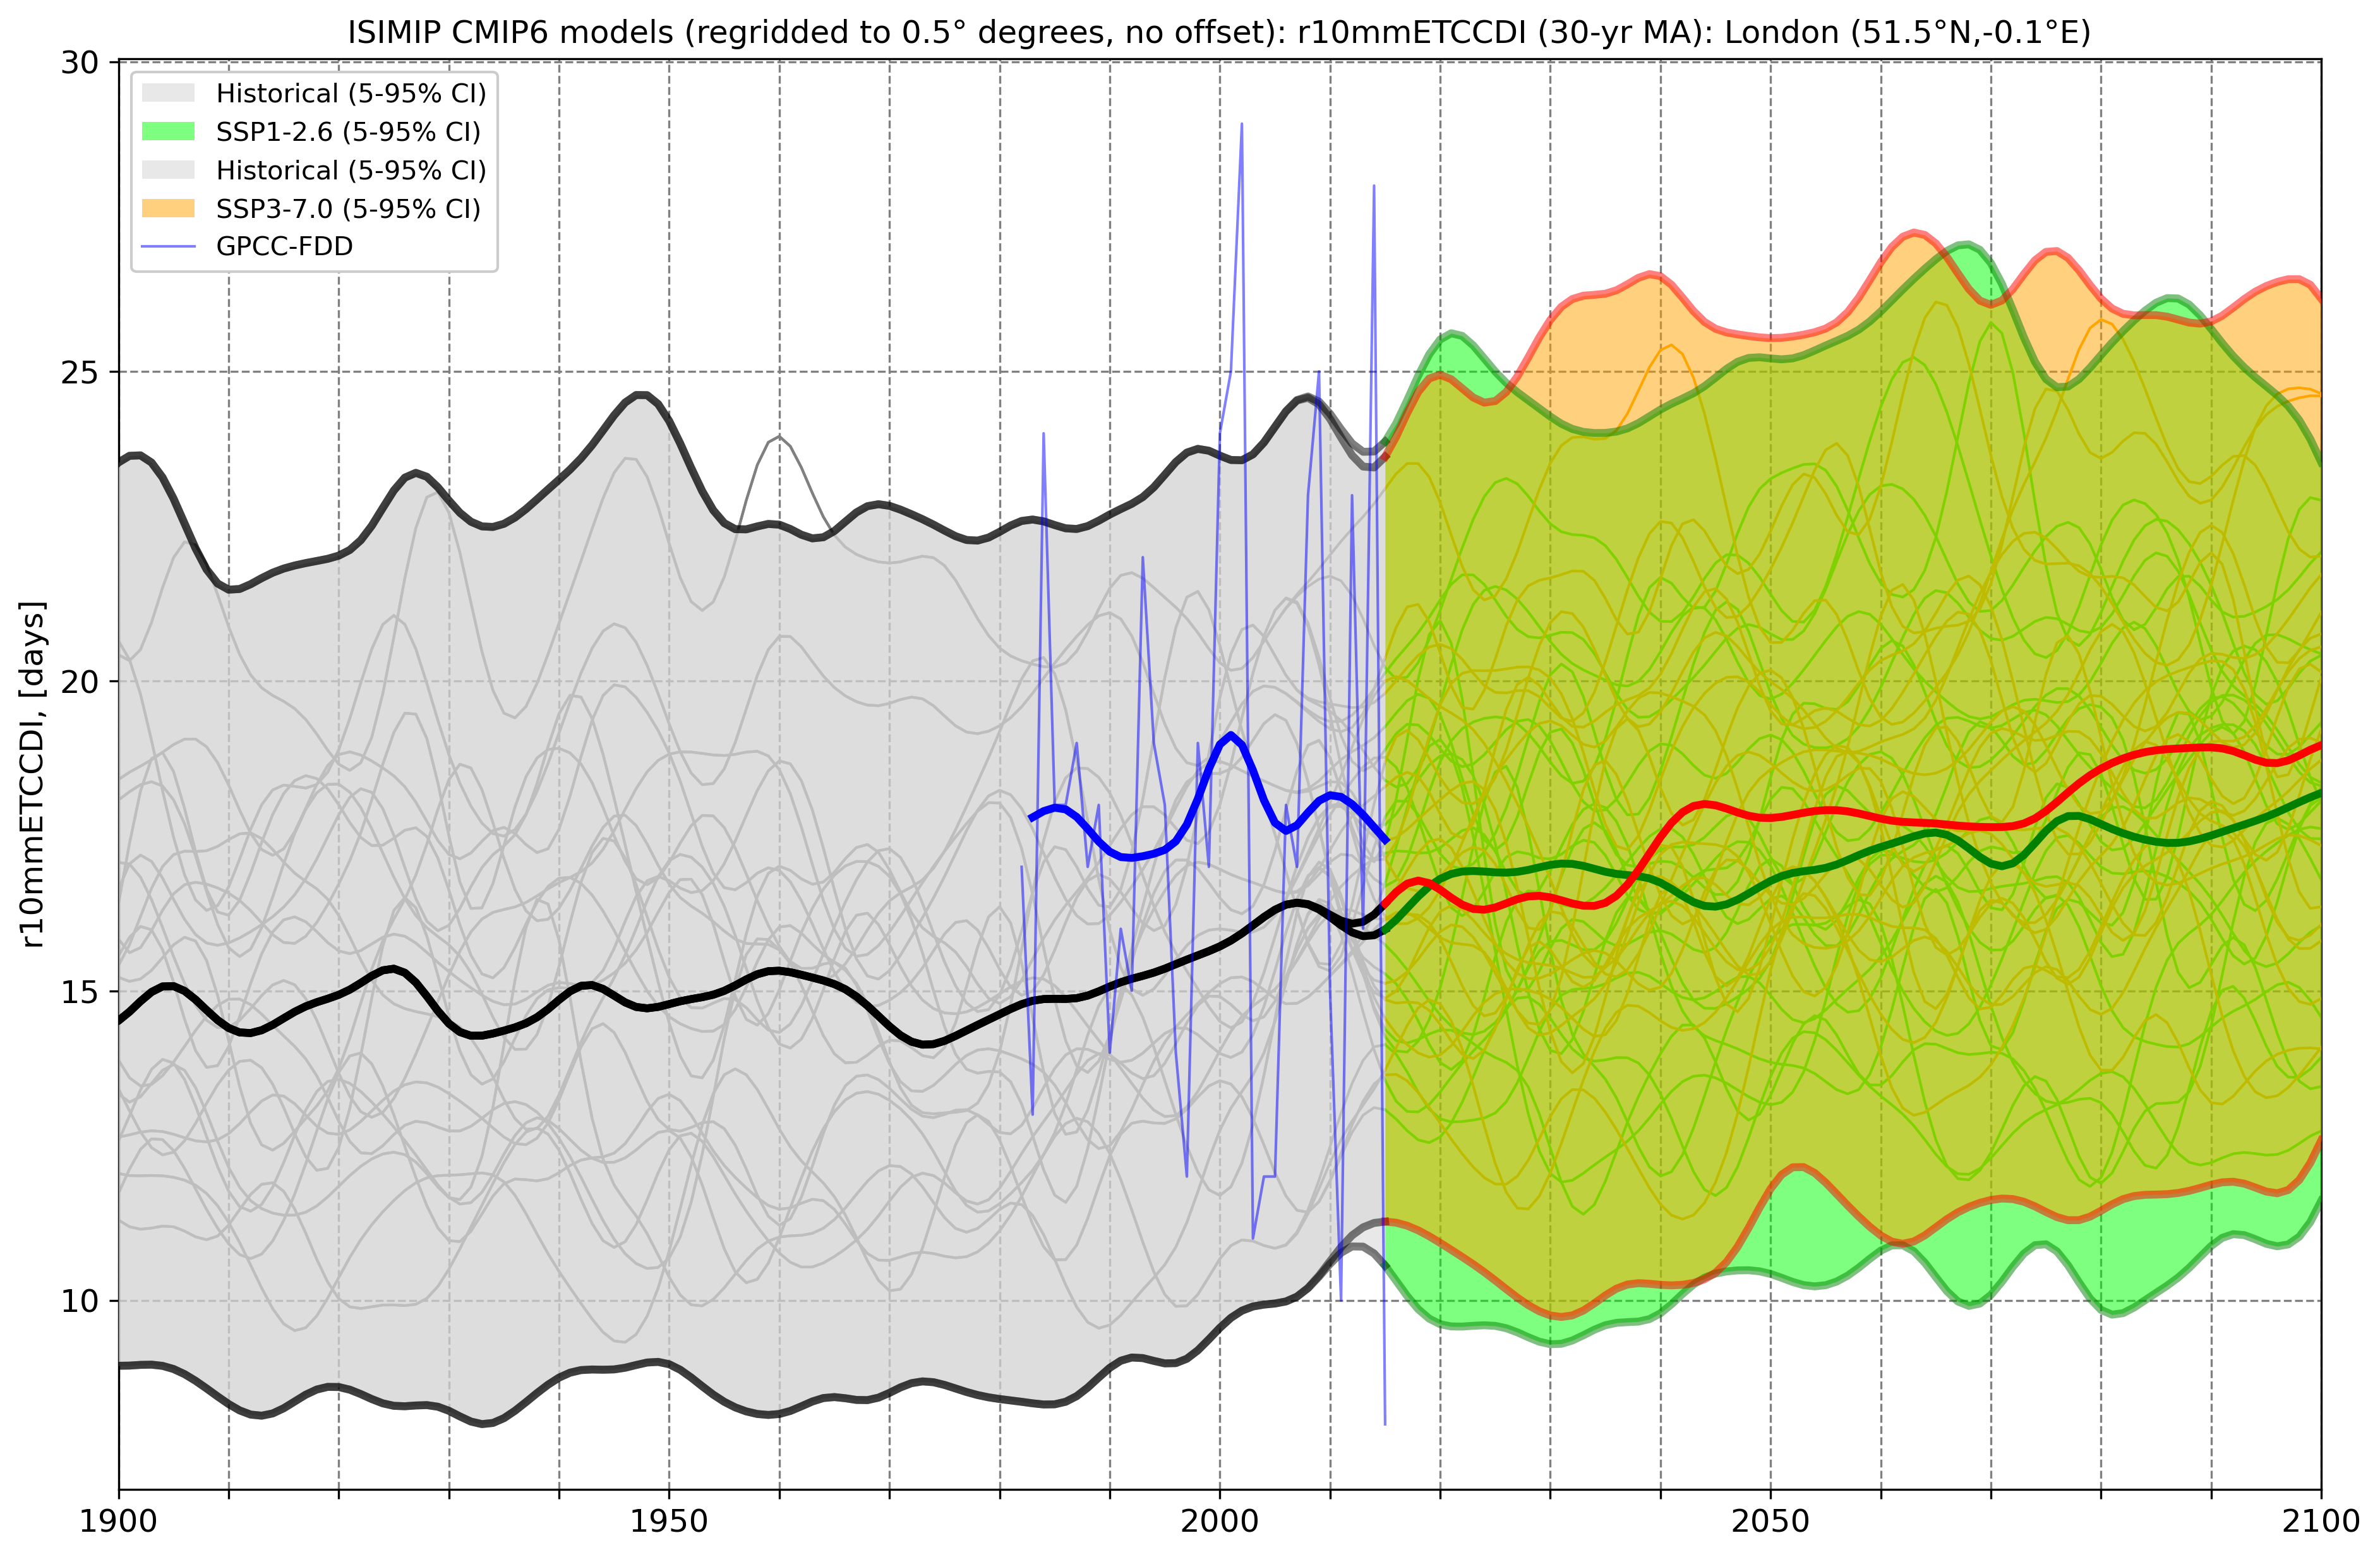 ISIMIP CMIP6 models (regridded to 0.5° degrees, no offset): r10mmETCCDI (30-yr MA): London (51.5°N,-0.1°E)
Historical (5-95% CI)
SSP1-2.6 (5-95% CI)
Historical (5-95% CI)
SSP3-7.0 (5-95% CI)
GPCC-FDD
r10mmETCCDI, [days]
30
25
20
15
10
1900
1950
2000
2050
2100